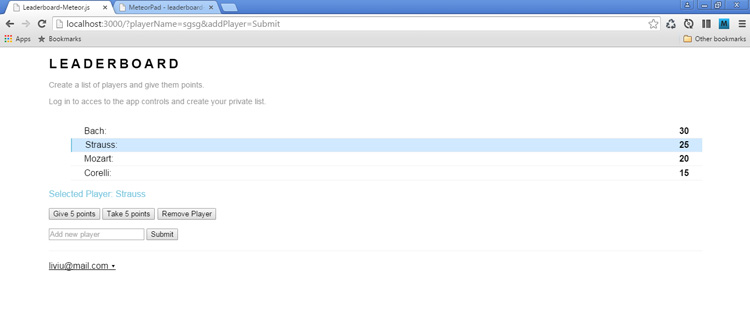 Leaderboard-Meteor.js
MeteorPad - leaderboard
localhost:3000/?playerName=sgsg&addPlayer=Submit
Apps Bookmarks Other bookmarks
LEADERBOARD
Create a list of players and give them points.
Log in to acces to the app controls and create your private list.
Bach: 30
Strauss: 25
Mozart: 20
Corelli: 15
Selected Player: Strauss
Give 5 points Take 5 points Remove Player
Add new player Submit
liviu@mail.com